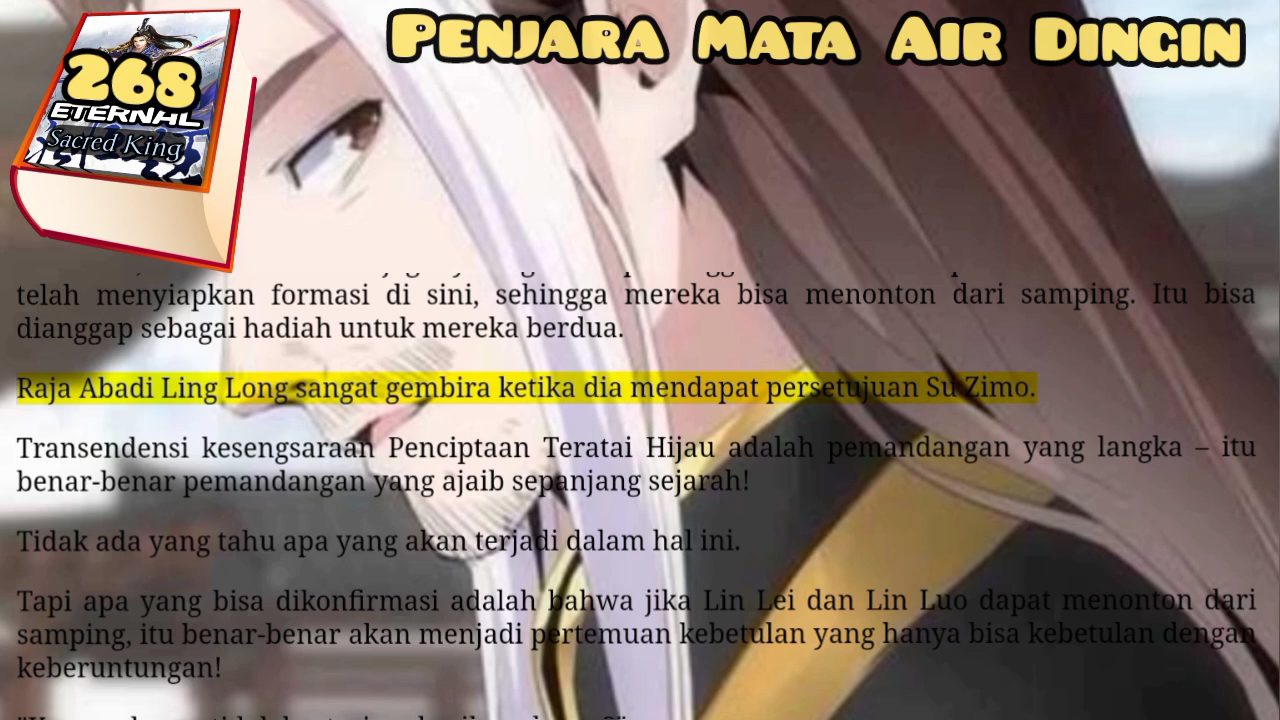 PENJARA MATA AIR DINGIN
268
ETERNAL
Sacred King
telah menyiapkan formasi di sini, sehingga mereka bisa menonton dari samping. Itu bisa
dianggap sebagai hadiah untuk mereka berdua.
Raja Abadi Ling Long sangat gembira ketika dia mendapat persetujuan Su Zimo.
Transendensi kesengsaraan Penciptaan Teratai Hijau adalah pemandangan yang langka – itu
benar-benar pemandangan yang ajaib sepanjang sejarah!
Tidak ada yang tahu apa yang akan terjadi dalam hal ini.
Tapi apa yang bisa dikonfirmasi adalah bahwa jika Lin Lei dan Lin Luo dapat menonton dari
samping, itu benar-benar akan menjadi pertemuan kebetulan yang hanya bisa kebetulan dengan
keberuntungan!